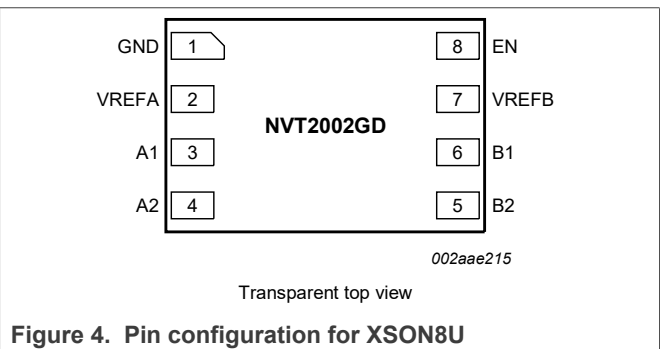 GND 1 8 EN
VREFA 2 7 VREFB
NVT2002GD
A1 3 6 B1
A2 4 5 B2
002aae215
Transparent top view
Figure 4. Pin configuration for XSON8U